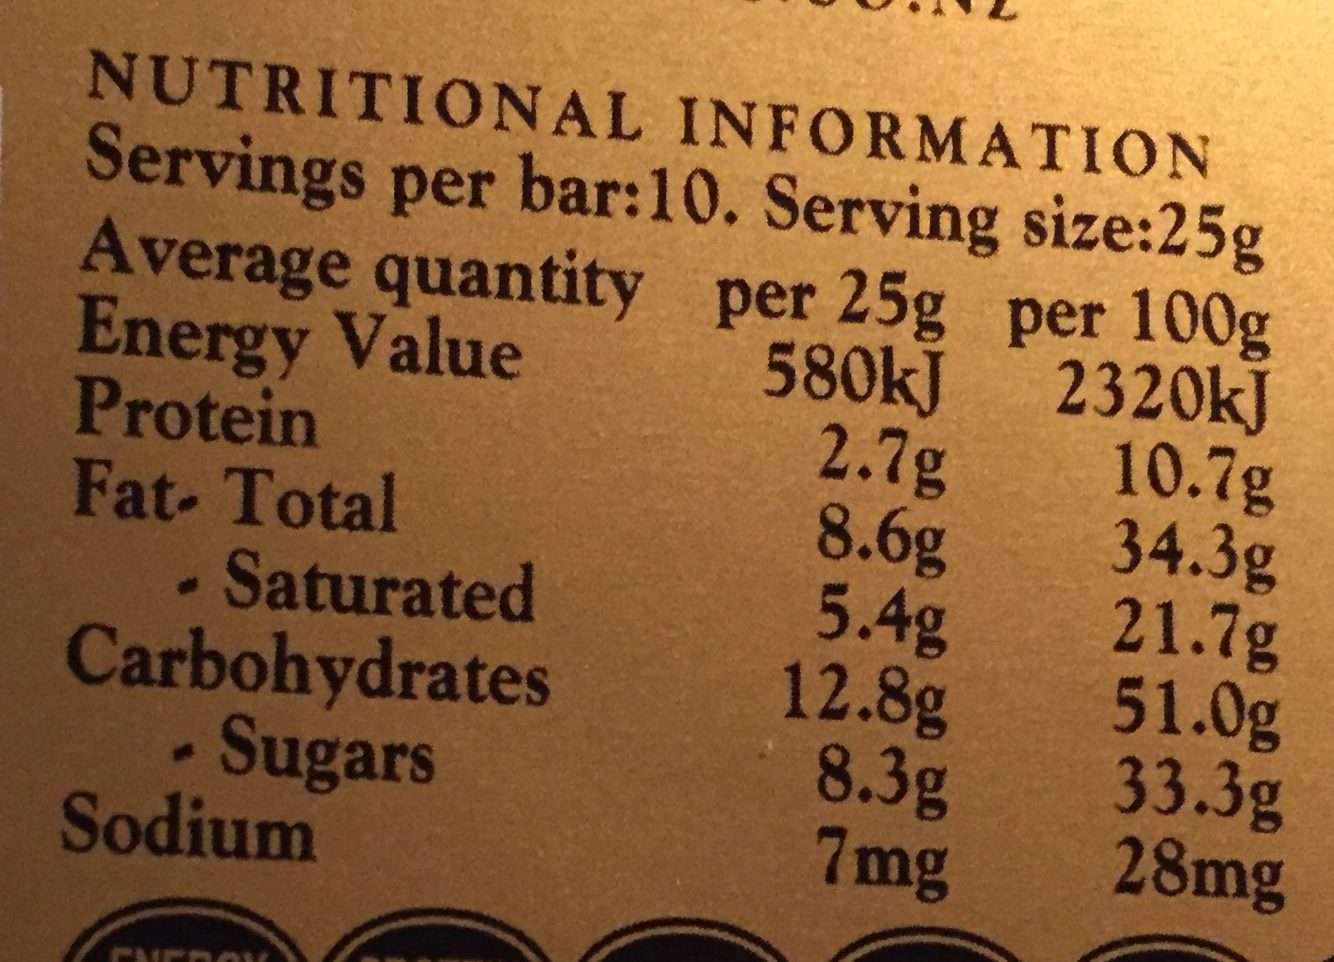 NUTRITIONAL INFORMATION
Servings per bar:10. Serving size:25g
Average quantity per 25g per 100g
Energy Value 580kJ 2320kJ
Protein 2.7g 10.7g
Fat- Total 8.6g 34.3g
- Saturated 5.4g 21.7g
Carbohydrates 12.8g 51.0g
- Sugars 8.3g 33.3g
Sodium 7mg 28mg
ENERGY